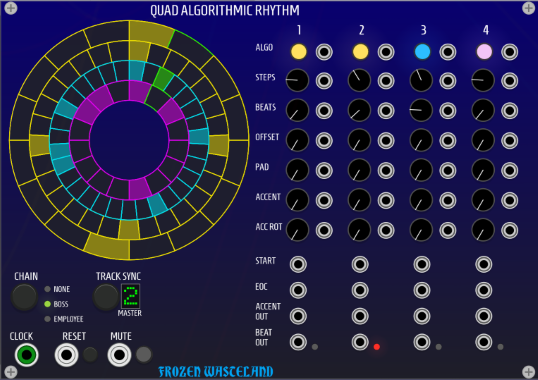 QUAD ALGORITHMIC RHYTHM
1 2 3 4
ALGO
STEPS
BEATS
OFFSET
PAD
ACCENT
ACC ROT
START
EOC
ACCENT
OUT
BEAT
OUT
CHAIN
NONE
BOSS
EMPLOYEE
TRACK SYNC
2
MASTER
CLOCK
RESET
MUTE
FROZEN WASTELAND